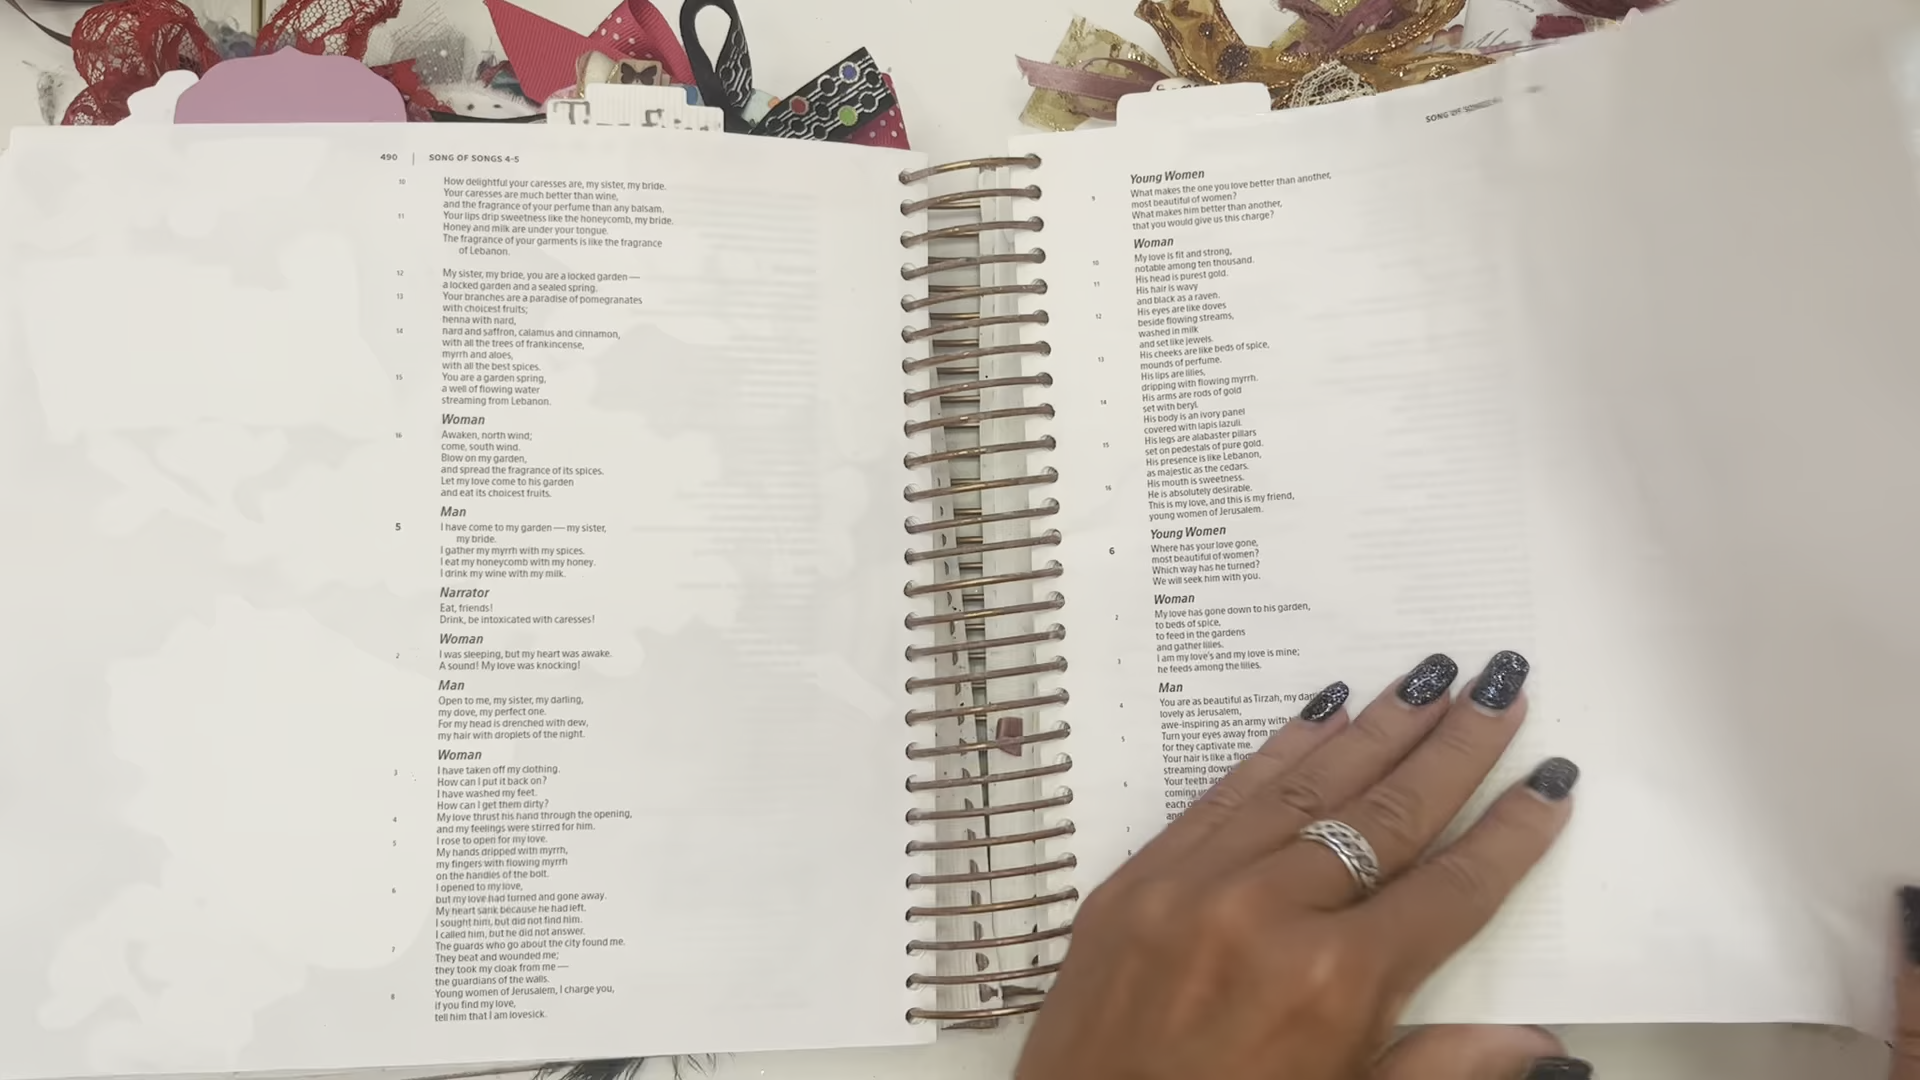 490 | SONG OF SONGS 4-5
10 How delightful your caresses are, my sister, my bride.
Your caresses are much better than wine,
and the fragrance of your perfume than any balsam.
11 Your lips drip sweetness like the honeycomb, my bride.
Honey and milk are under your tongue.
The fragrance of your garments is like the fragrance
of Lebanon.
12 My sister, my bride, you are a locked garden —
a locked garden and a sealed spring.
13 Your branches are a paradise of pomegranates
with choicest fruits;
henna with nard,
14 nard and saffron, calamus and cinnamon,
with all the trees of frankincense,
myrrh and aloes,
with all the best spices.
15 You are a garden spring,
a well of flowing water
streaming from Lebanon.
Woman
16 Awaken, north wind;
come, south wind.
Blow on my garden,
and spread the fragrance of its spices.
Let my love come to his garden
and eat its choicest fruits.
Man
5 I have come to my garden — my sister,
my bride.
I gather my myrrh with my spices.
I eat my honeycomb with my honey.
I drink my wine with my milk.
Narrator
Eat, friends!
Drink, be intoxicated with caresses!
Woman
2 I was sleeping, but my heart was awake.
A sound! My love was knocking!
Man
Open to me, my sister, my darling,
my dove, my perfect one.
For my head is drenched with dew,
my hair with droplets of the night.
Woman
3 I have taken off my clothing.
How can I put it back on?
I have washed my feet.
How can I get them dirty?
4 My love thrust his hand through the opening,
and my feelings were stirred for him.
5 I rose to open for my love.
My hands dripped with myrrh,
my fingers with flowing myrrh
on the handles of the bolt.
6 I opened to my love,
but my love had turned and gone away.
My heart sank because he had left.
I sought him, but did not find him.
I called him, but he did not answer.
7 The guards who go about the city found me.
They beat and wounded me;
they took my cloak from me —
the guardians of the walls.
8 Young women of Jerusalem, I charge you,
if you find my love,
tell him that I am lovesick.
SONG OF SONGS
Young Women
9 What makes the one you love better than another,
most beautiful of women?
What makes him better than another,
that you would give us this charge?
Woman
10 My love is fit and strong,
notable among ten thousand.
11 His head is purest gold.
His hair is wavy
and black as a raven.
12 His eyes are like doves
beside flowing streams,
washed in milk
and set like jewels.
13 His cheeks are like beds of spice,
mounds of perfume.
His lips are lilies,
dripping with flowing myrrh.
14 His arms are rods of gold
set with beryl.
His body is an ivory panel
covered with lapis lazuli.
15 His legs are alabaster pillars
set on pedestals of pure gold.
His presence is like Lebanon,
as majestic as the cedars.
16 His mouth is sweetness.
He is absolutely desirable.
This is my love, and this is my friend,
young women of Jerusalem.
Young Women
6 Where has your love gone,
most beautiful of women?
Which way has he turned?
We will seek him with you.
Woman
2 My love has gone down to his garden,
to beds of spice,
to feed in the gardens
and gather lilies.
3 I am my love's and my love is mine;
he feeds among the lilies.
Man
4 You are as beautiful as Tirzah, my
lovely as Jerusalem,
awe-inspiring as an army with
5 Turn your eyes away from
for they captivate me.
Your hair is like a
streaming down
6 Your teeth
coming
each
7
8